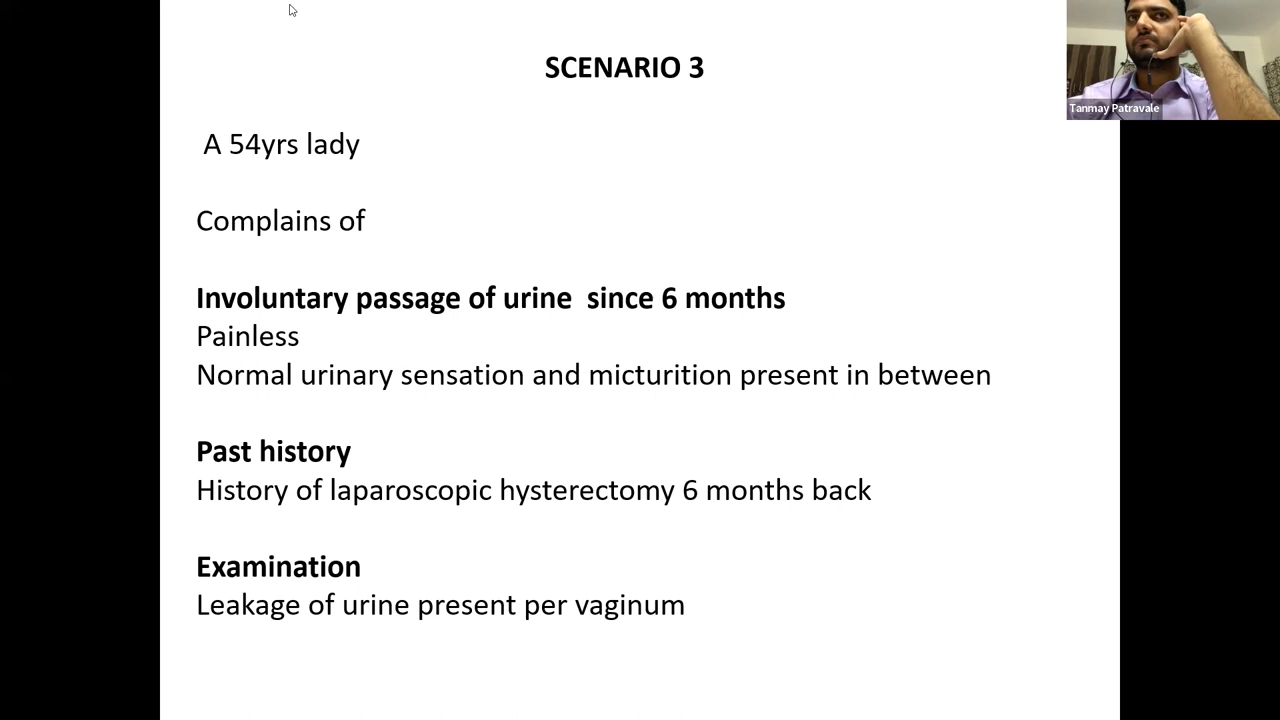 SCENARIO 3
Tanmay Patravale
A 54yrs lady
Complains of
Involuntary passage of urine  since 6 months
Painless
Normal urinary sensation and micturition present in between
Past history
History of laparoscopic hysterectomy 6 months back
Examination
Leakage of urine present per vaginum